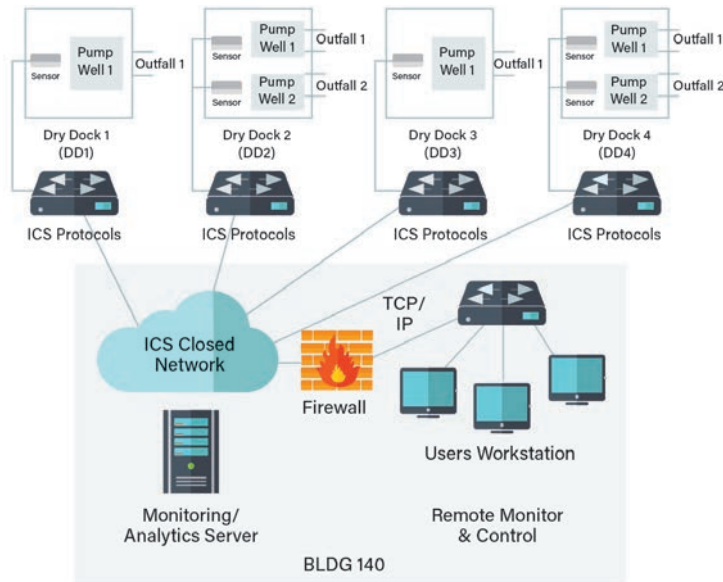 Sensor
Pump
Well 1
Outfall 1
Dry Dock 1
(DD1)
ICS Protocols
Sensor
Pump
Well 1
Outfall 1
Sensor
Pump
Well 2
Outfall 2
Dry Dock 2
(DD2)
ICS Protocols
Sensor
Pump
Well 1
Outfall 1
Dry Dock 3
(DD3)
ICS Protocols
Sensor
Pump
Well 1
Outfall 1
Sensor
Pump
Well 2
Outfall 2
Dry Dock 4
(DD4)
ICS Protocols
ICS Closed
Network
TCP/
IP
Firewall
Users Workstation
Monitoring/
Analytics Server
Remote Monitor
& Control
BLDG 140